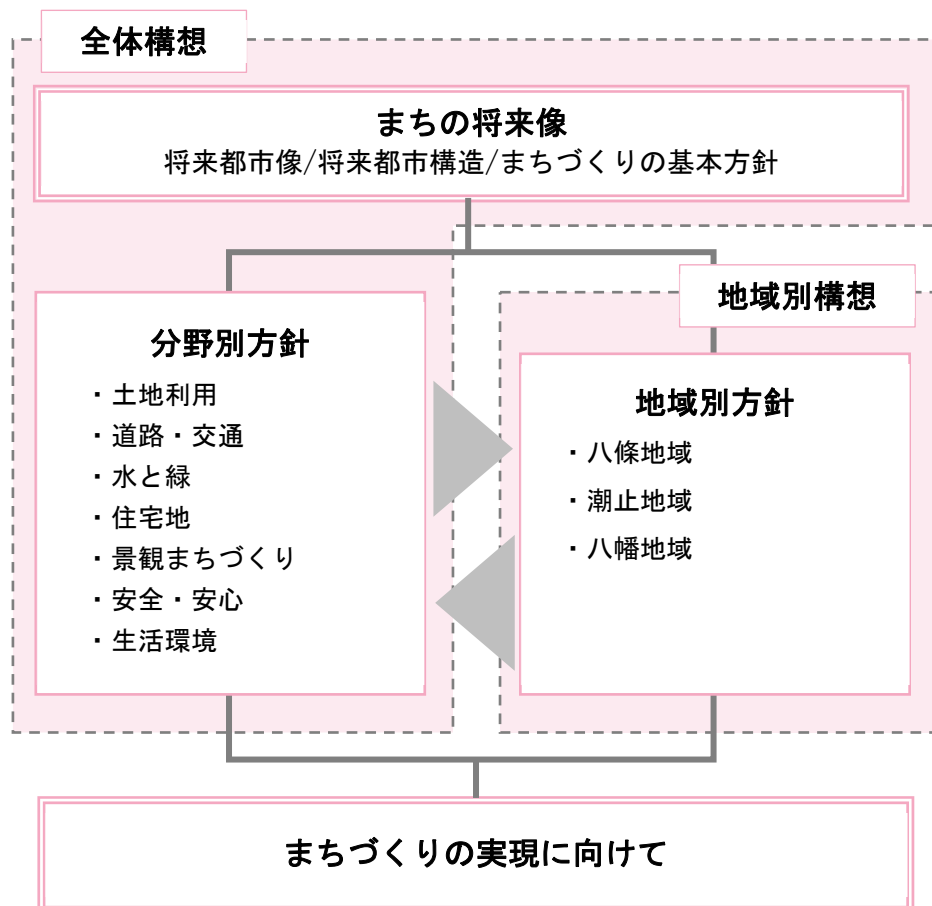 全体構想
まちの将来像
将来都市像/将来都市構造/まちづくりの基本方針
分野別方針
・土地利用
・道路・交通
・水と緑
・住宅地
・景観まちづくり
・安全・安心
・生活環境
地域別構想
地域別方針
・八條地域
・潮止地域
・八幡地域
まちづくりの実現に向けて